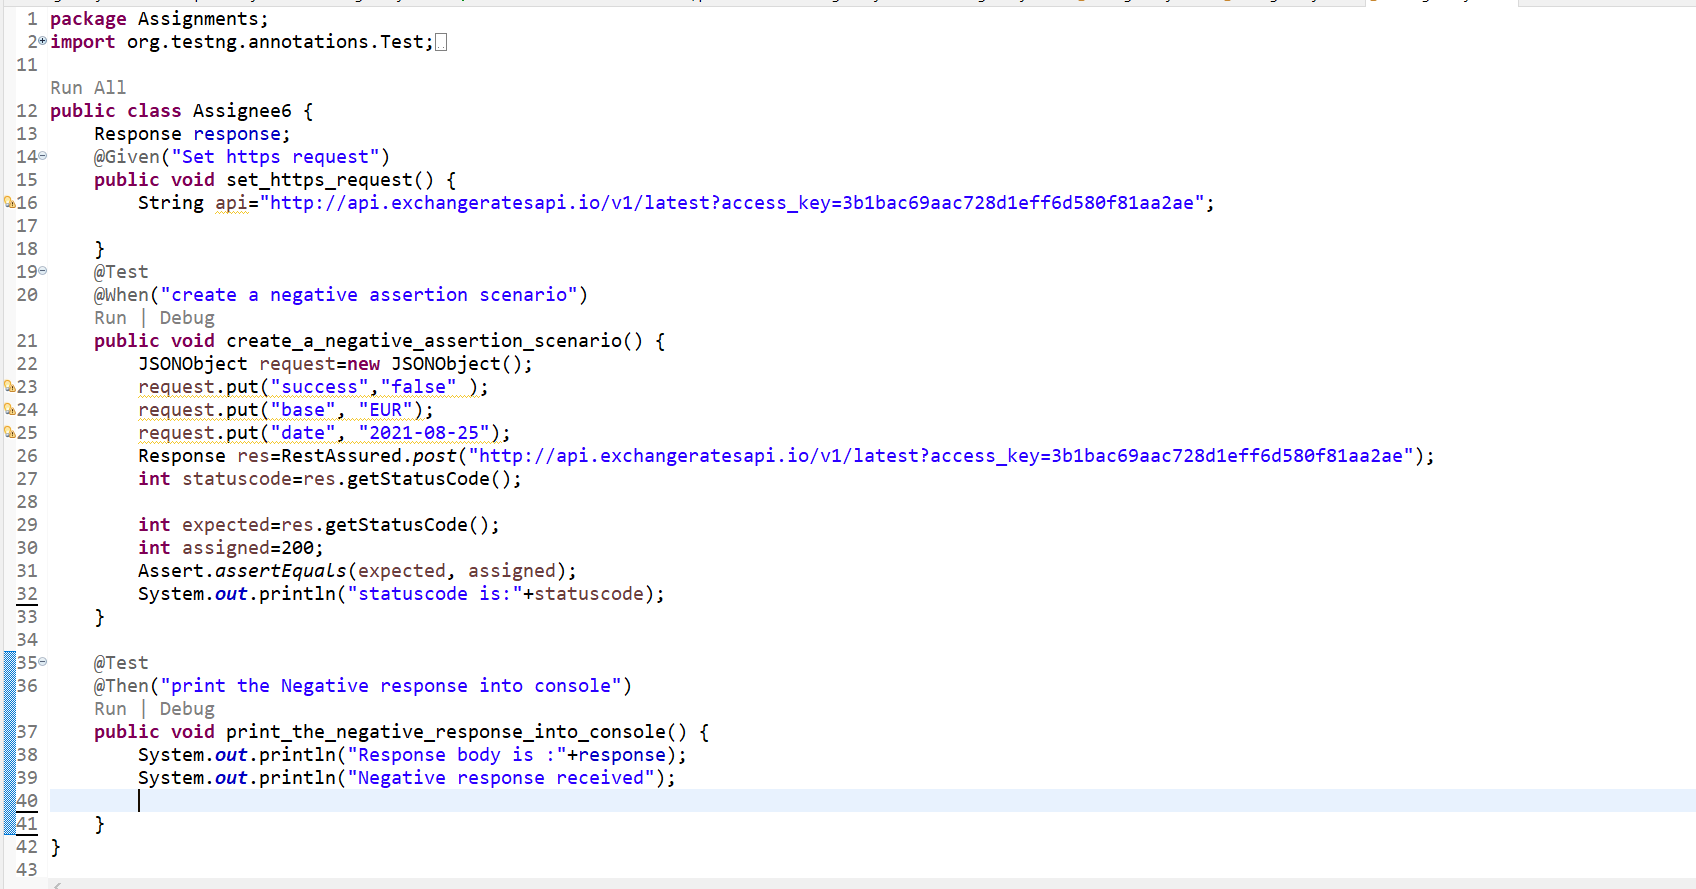 1 package Assignments;
2 import org.testng.annotations.Test;
11
Run All
12 public class Assignee6 {
13 Response response;
14 @Given("Set https request")
15 public void set_https_request() {
16 String api="http://api.exchangeratesapi.io/v1/latest?access_key=3b1bac69aac728d1eff6d580f81aa2ae";
17
18 }
19 @Test
20 @When("create a negative assertion scenario")
Run | Debug
21 public void create_a_negative_assertion_scenario() {
22 JSONObject request=new JSONObject();
23 request.put("success","false" );
24 request.put("base", "EUR");
25 request.put("date", "2021-08-25");
26 Response res=RestAssured.post("http://api.exchangeratesapi.io/v1/latest?access_key=3b1bac69aac728d1eff6d580f81aa2ae");
27 int statuscode=res.getStatusCode();
28
29 int expected=res.getStatusCode();
30 int assigned=200;
31 Assert.assertEquals(expected, assigned);
32 System.out.println("statuscode is:"+statuscode);
33 }
34
35 @Test
36 @Then("print the Negative response into console")
Run | Debug
37 public void print_the_negative_response_into_console() {
38 System.out.println("Response body is :"+response);
39 System.out.println("Negative response received");
40
41 }
42 }
43